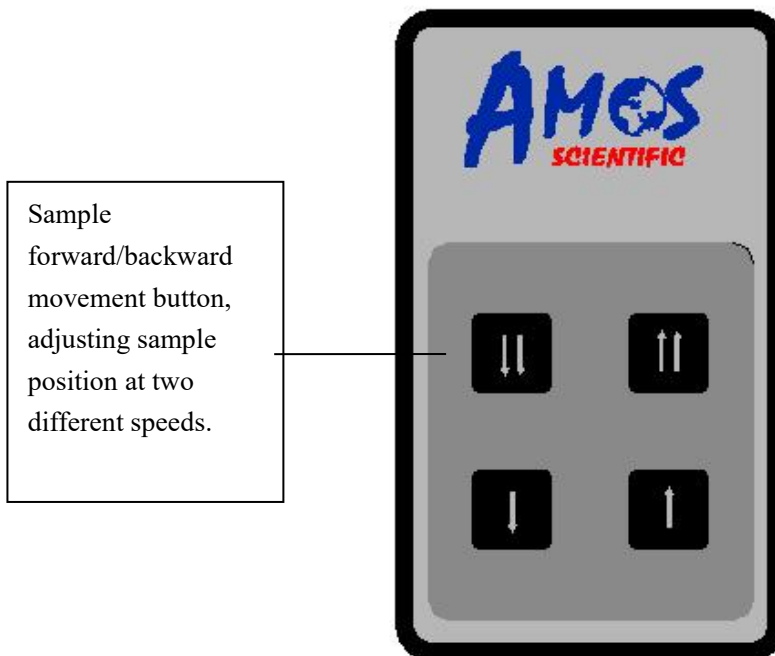 AMOS
SCIENTIFIC
Sample
forward/backward
movement button,
adjusting sample
position at two
different speeds.